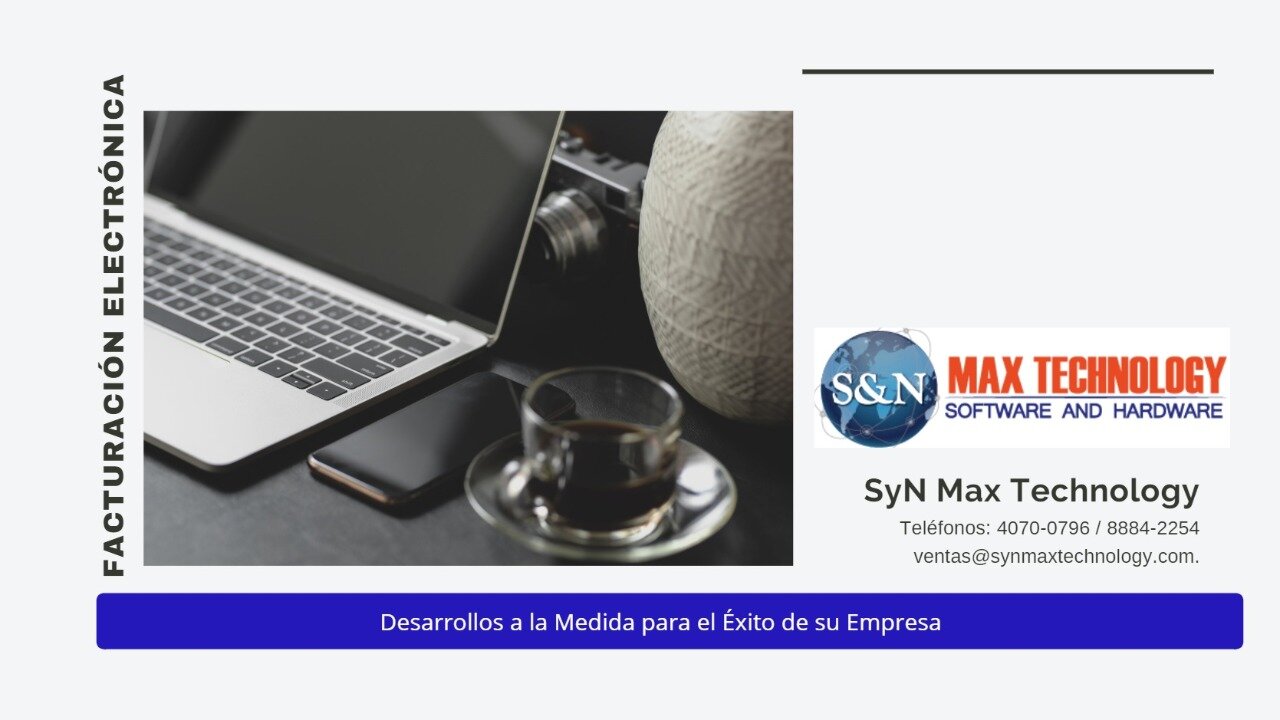 FACTURACIÓN ELECTRÓNICA
S&N
MAX TECHNOLOGY
SOFTWARE AND HARDWARE
SyN Max Technology
Teléfonos: 4070-0796 / 8884-2254
ventas@synmaxtechnology.com.
Desarrollos a la Medida para el Éxito de su Empresa